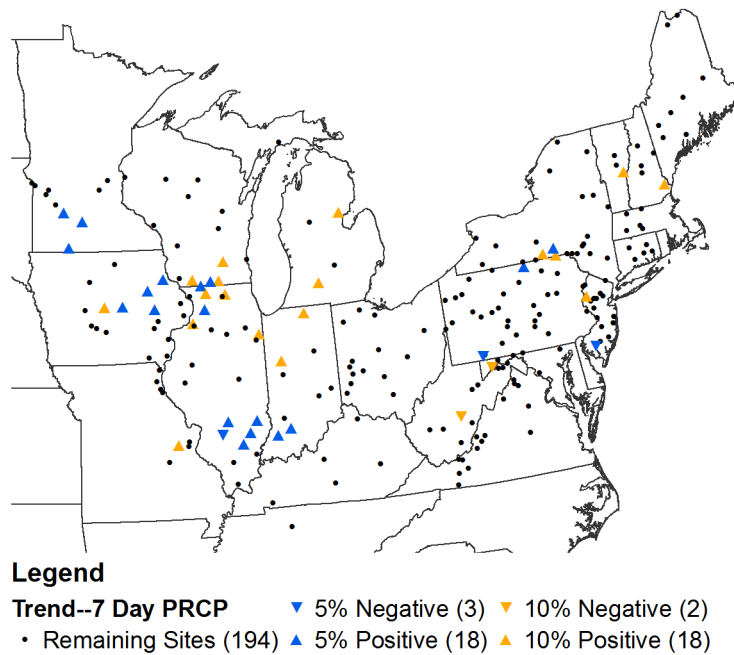 Legend
Trend--7 Day PRCP ▼ 5% Negative (3) ▼ 10% Negative (2)
• Remaining Sites (194) ▲ 5% Positive (18) ▲ 10% Positive (18)